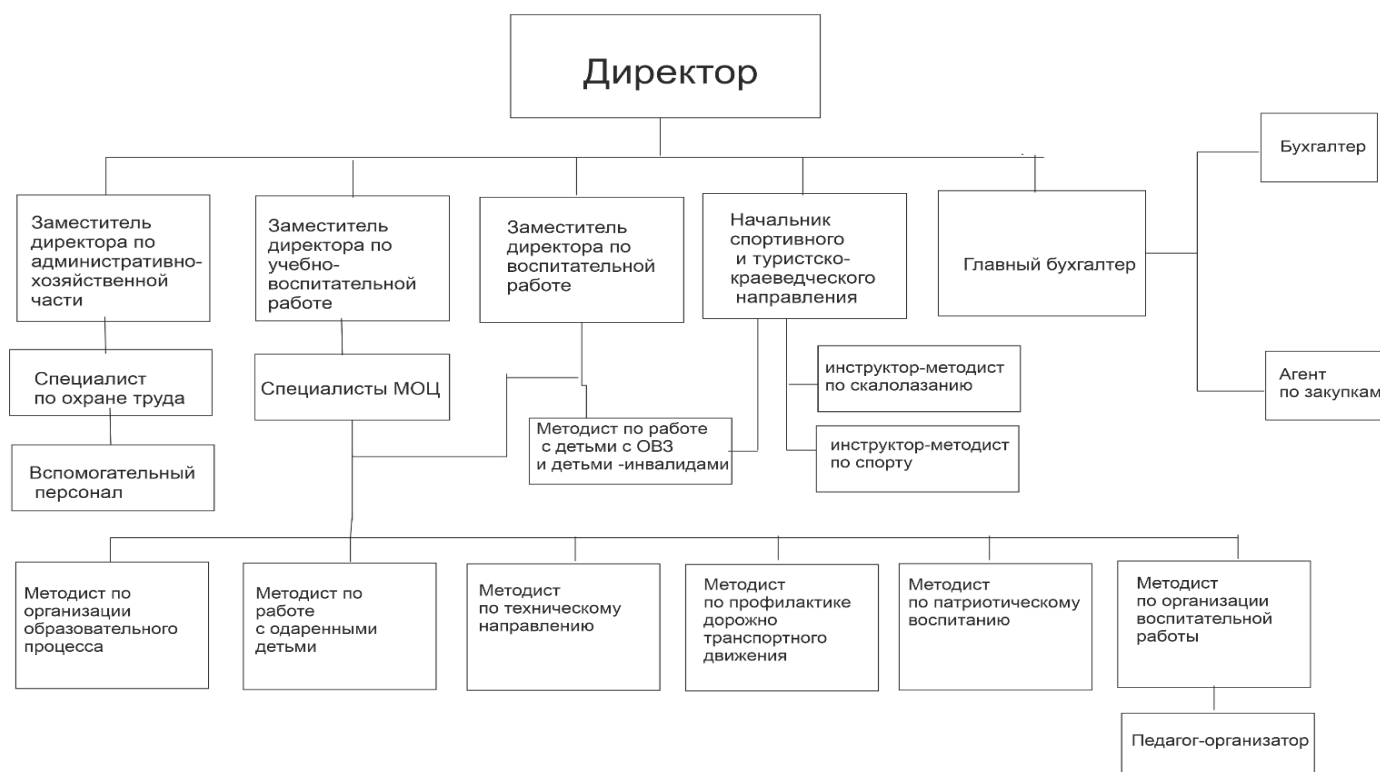 Директор
Бухгалтер
Заместитель
директора по
административно-
хозяйственной
части
Заместитель
директора по
учебно-
воспитательной
работе
Заместитель
директора по
воспитательной
работе
Начальник
спортивного
и туристско-
краеведческого
направления
Главный бухгалтер
Специалист
по охране труда
Специалисты МОЦ
инструктор-методист
по скалолазанию
Агент
по закупкам
Вспомогательный
персонал
Методист по работе
с детьми с ОВЗ
и детьми -инвалидами
инструктор-методист
по спорту
Методист по
организации
образовательного
процесса
Методист по
работе
с одаренными
детьми
Методист
по техническому
направлению
Методист
по профилактике
дорожно
транспортного
движения
Методист
по патриотическому
воспитанию
Методист
по организации
воспитательной
работы
Педагог-организатор